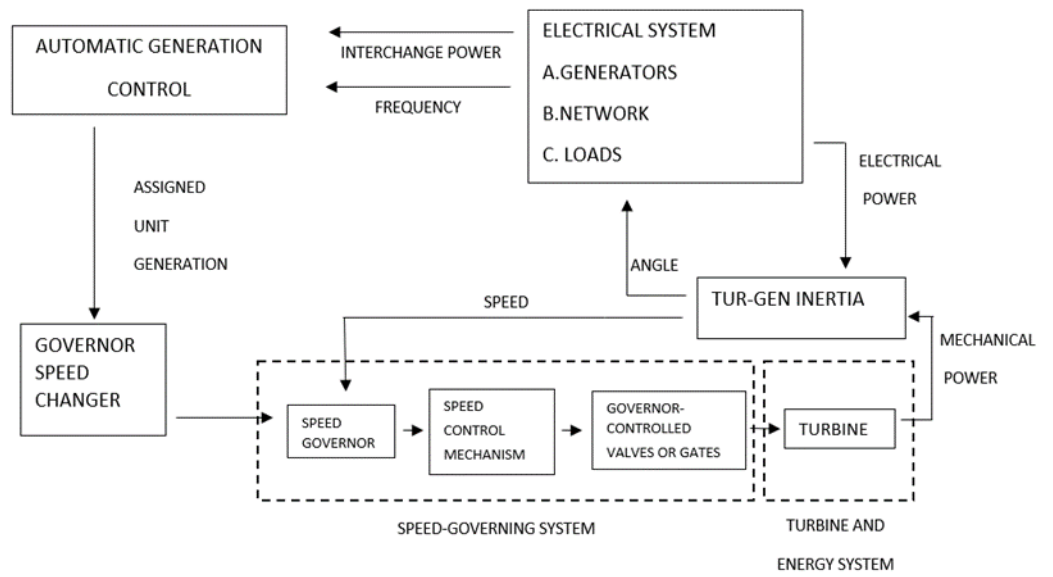 AUTOMATIC GENERATION
CONTROL
INTERCHANGE POWER
FREQUENCY
ELECTRICAL SYSTEM
A.GENERATORS
B.NETWORK
C. LOADS
ELECTRICAL
POWER
ASSIGNED
UNIT
GENERATION
ANGLE
TUR-GEN INERTIA
SPEED
MECHANICAL
POWER
GOVERNOR
SPEED
CHANGER
SPEED
GOVERNOR
SPEED
CONTROL
MECHANISM
GOVERNOR-
CONTROLLED
VALVES OR GATES
TURBINE
SPEED-GOVERNING SYSTEM
TURBINE AND
ENERGY SYSTEM